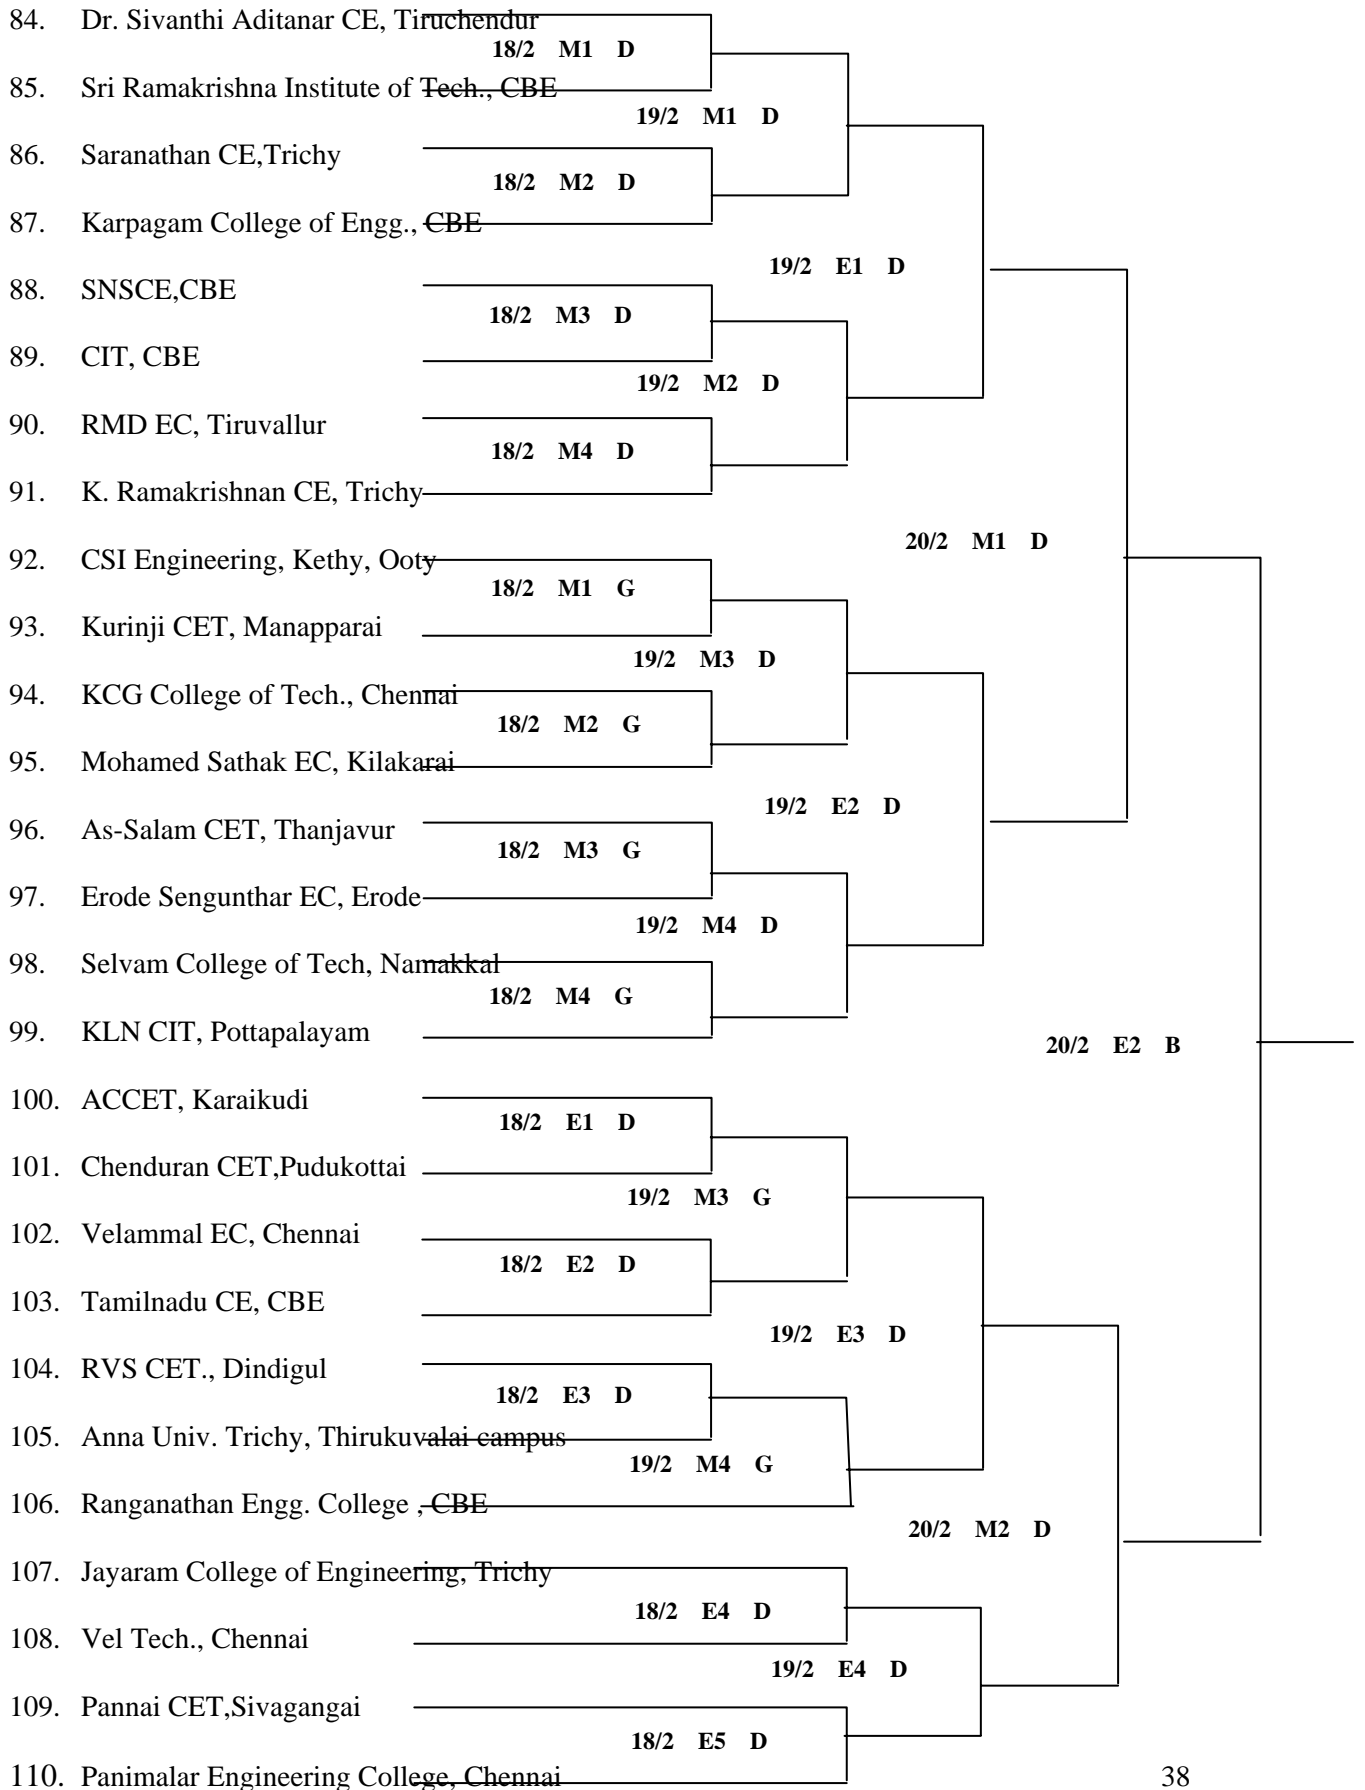 84. Dr. Sivanthi Aditanar CE, Tiruchendur
18/2 M1 D
85. Sri Ramakrishna Institute of Tech., CBE
19/2 M1 D
86. Saranathan CE,Trichy
18/2 M2 D
87. Karpagam College of Engg., CBE
19/2 E1 D
88. SNSCE,CBE
18/2 M3 D
89. CIT, CBE
19/2 M2 D
90. RMD EC, Tiruvallur
18/2 M4 D
91. K. Ramakrishnan CE, Trichy
20/2 M1 D
92. CSI Engineering, Kethy, Ooty
18/2 M1 G
93. Kurinji CET, Manapparai
19/2 M3 D
94. KCG College of Tech., Chennai
18/2 M2 G
95. Mohamed Sathak EC, Kilakarai
19/2 E2 D
96. As-Salam CET, Thanjavur
18/2 M3 G
97. Erode Sengunthar EC, Erode
19/2 M4 D
98. Selvam College of Tech, Namakkal
18/2 M4 G
99. KLN CIT, Pottapalayam
20/2 E2 B
100. ACCET, Karaikudi
18/2 E1 D
101. Chenduran CET,Pudukottai
19/2 M3 G
102. Velammal EC, Chennai
18/2 E2 D
103. Tamilnadu CE, CBE
19/2 E3 D
104. RVS CET., Dindigul
18/2 E3 D
105. Anna Univ. Trichy, Thirukuvalai campus
19/2 M4 G
106. Ranganathan Engg. College , CBE
20/2 M2 D
107. Jayaram College of Engineering, Trichy
18/2 E4 D
108. Vel Tech., Chennai
19/2 E4 D
109. Pannai CET,Sivagangai
18/2 E5 D
110. Panimalar Engineering College, Chennai
38